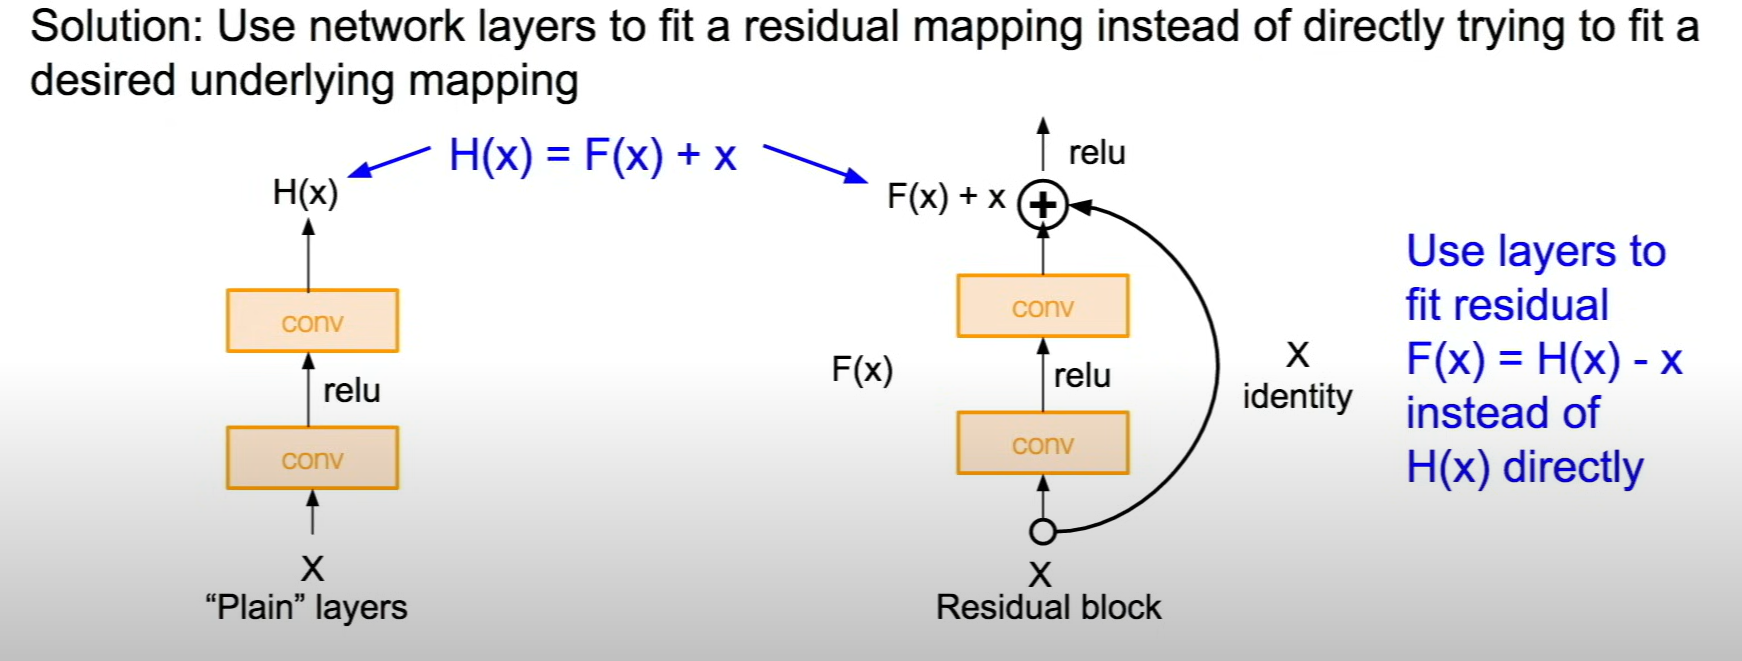 Solution: Use network layers to fit a residual mapping instead of directly trying to fit a
desired underlying mapping
H(x) = F(x) + x
H(x)
conv
relu
conv
X
“Plain” layers
relu
F(x) + x
+
conv
F(x)
relu
conv
X
identity
X
Residual block
Use layers to
fit residual
F(x) = H(x) - x
instead of
H(x) directly